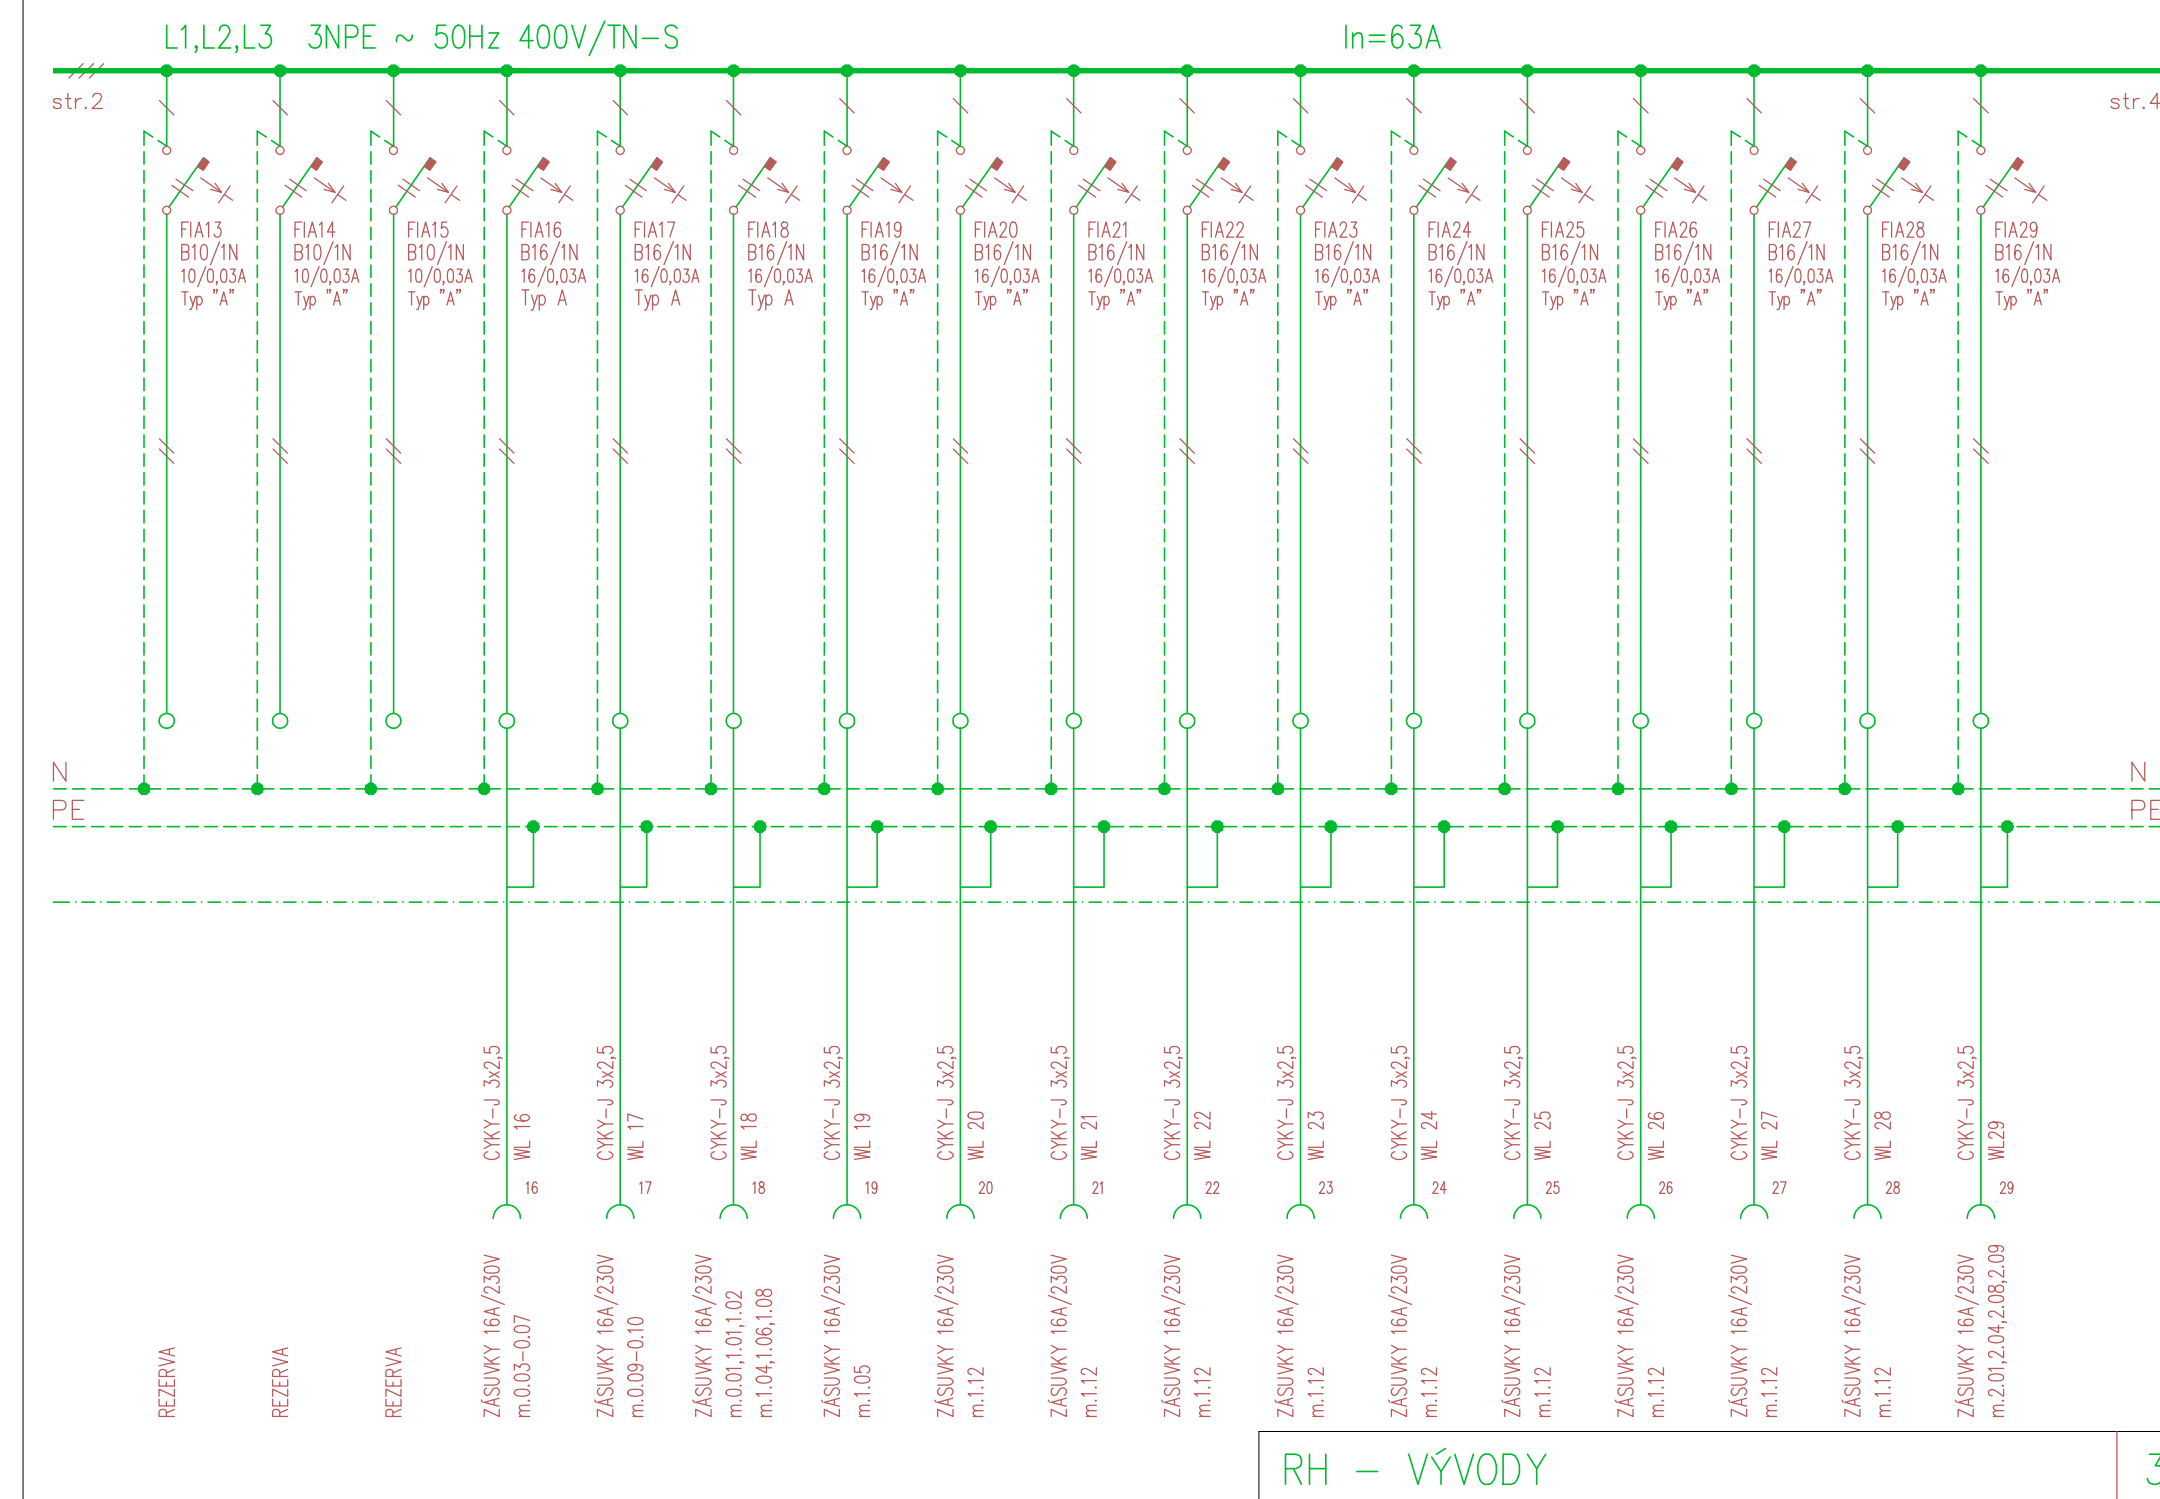 L1,L2,L3 3NPE ~ 50Hz 400V/TN-S
In=63A
str.2
str.4
FIA13
B10/1N
10/0,03A
Typ "A"
FIA14
B10/1N
10/0,03A
Typ "A"
FIA15
B10/1N
10/0,03A
Typ "A"
FIA16
B16/1N
16/0,03A
Typ A
FIA17
B16/1N
16/0,03A
Typ A
FIA18
B16/1N
16/0,03A
Typ A
FIA19
B16/1N
16/0,03A
Typ "A"
FIA20
B16/1N
16/0,03A
Typ "A"
FIA21
B16/1N
16/0,03A
Typ "A"
FIA22
B16/1N
16/0,03A
Typ "A"
FIA23
B16/1N
16/0,03A
Typ "A"
FIA24
B16/1N
16/0,03A
Typ "A"
FIA25
B16/1N
16/0,03A
Typ "A"
FIA26
B16/1N
16/0,03A
Typ "A"
FIA27
B16/1N
16/0,03A
Typ "A"
FIA28
B16/1N
16/0,03A
Typ "A"
FIA29
B16/1N
16/0,03A
Typ "A"
N
N
PE
PE
CYKY-J 3x2,5
WL 16
CYKY-J 3x2,5
WL 17
CYKY-J 3x2,5
WL 18
CYKY-J 3x2,5
WL 19
CYKY-J 3x2,5
WL 20
CYKY-J 3x2,5
WL 21
CYKY-J 3x2,5
WL 22
CYKY-J 3x2,5
WL 23
CYKY-J 3x2,5
WL 24
CYKY-J 3x2,5
WL 25
CYKY-J 3x2,5
WL 26
CYKY-J 3x2,5
WL 27
CYKY-J 3x2,5
WL 28
CYKY-J 3x2,5
WL29
16
17
18
19
20
21
22
23
24
25
26
27
28
29
REZERVA
REZERVA
REZERVA
ZÁSUVKY 16A/230V
m.0.03-0.07
ZÁSUVKY 16A/230V
m.0.09-0.10
ZÁSUVKY 16A/230V
m.0.01,1.01,1.02
m.1.04,1.06,1.08
ZÁSUVKY 16A/230V
m.1.05
ZÁSUVKY 16A/230V
m.1.12
ZÁSUVKY 16A/230V
m.1.12
ZÁSUVKY 16A/230V
m.1.12
ZÁSUVKY 16A/230V
m.1.12
ZÁSUVKY 16A/230V
m.1.12
ZÁSUVKY 16A/230V
m.1.12
ZÁSUVKY 16A/230V
m.1.12
ZÁSUVKY 16A/230V
m.1.12
ZÁSUVKY 16A/230V
m.1.12
ZÁSUVKY 16A/230V
m.2.01,2.04,2.08,2.09
RH - VÝVODY
3